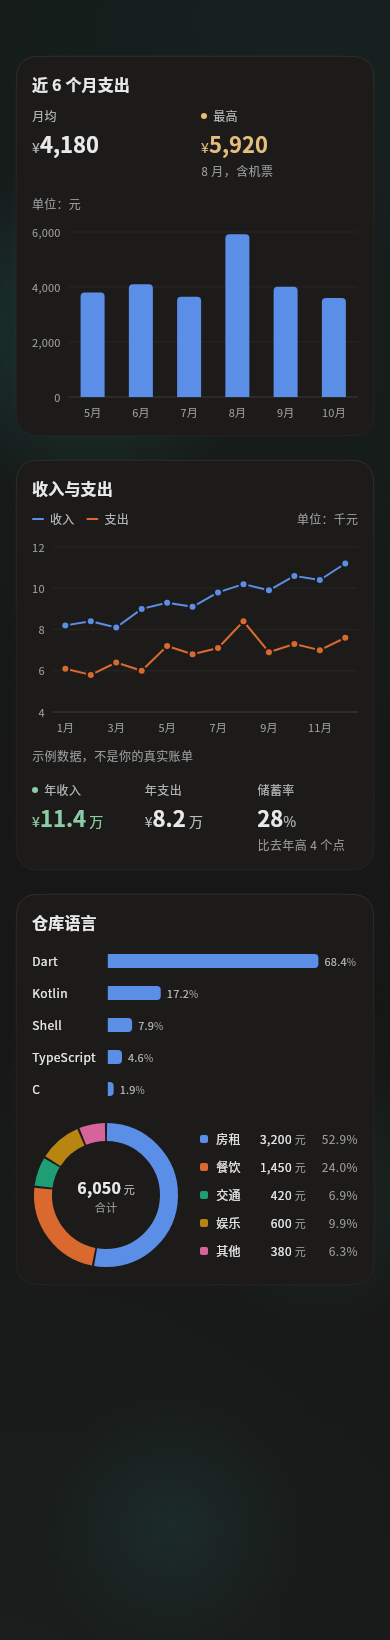 近 6 个月支出
月均
¥4,180
最高
¥5,920
8 月，含机票
单位：元
6,000
4,000
2,000
0
5月 6月 7月 8月 9月 10月
收入与支出
收入 支出 单位：千元
12
10
8
6
4
1月 3月 5月 7月 9月 11月
示例数据，不是你的真实账单
年收入
¥11.4 万
年支出
¥8.2 万
储蓄率
28%
比去年高 4 个点
仓库语言
Dart 68.4%
Kotlin 17.2%
Shell 7.9%
TypeScript 4.6%
C 1.9%
6,050 元
合计
房租 3,200 元 52.9%
餐饮 1,450 元 24.0%
交通 420 元 6.9%
娱乐 600 元 9.9%
其他 380 元 6.3%